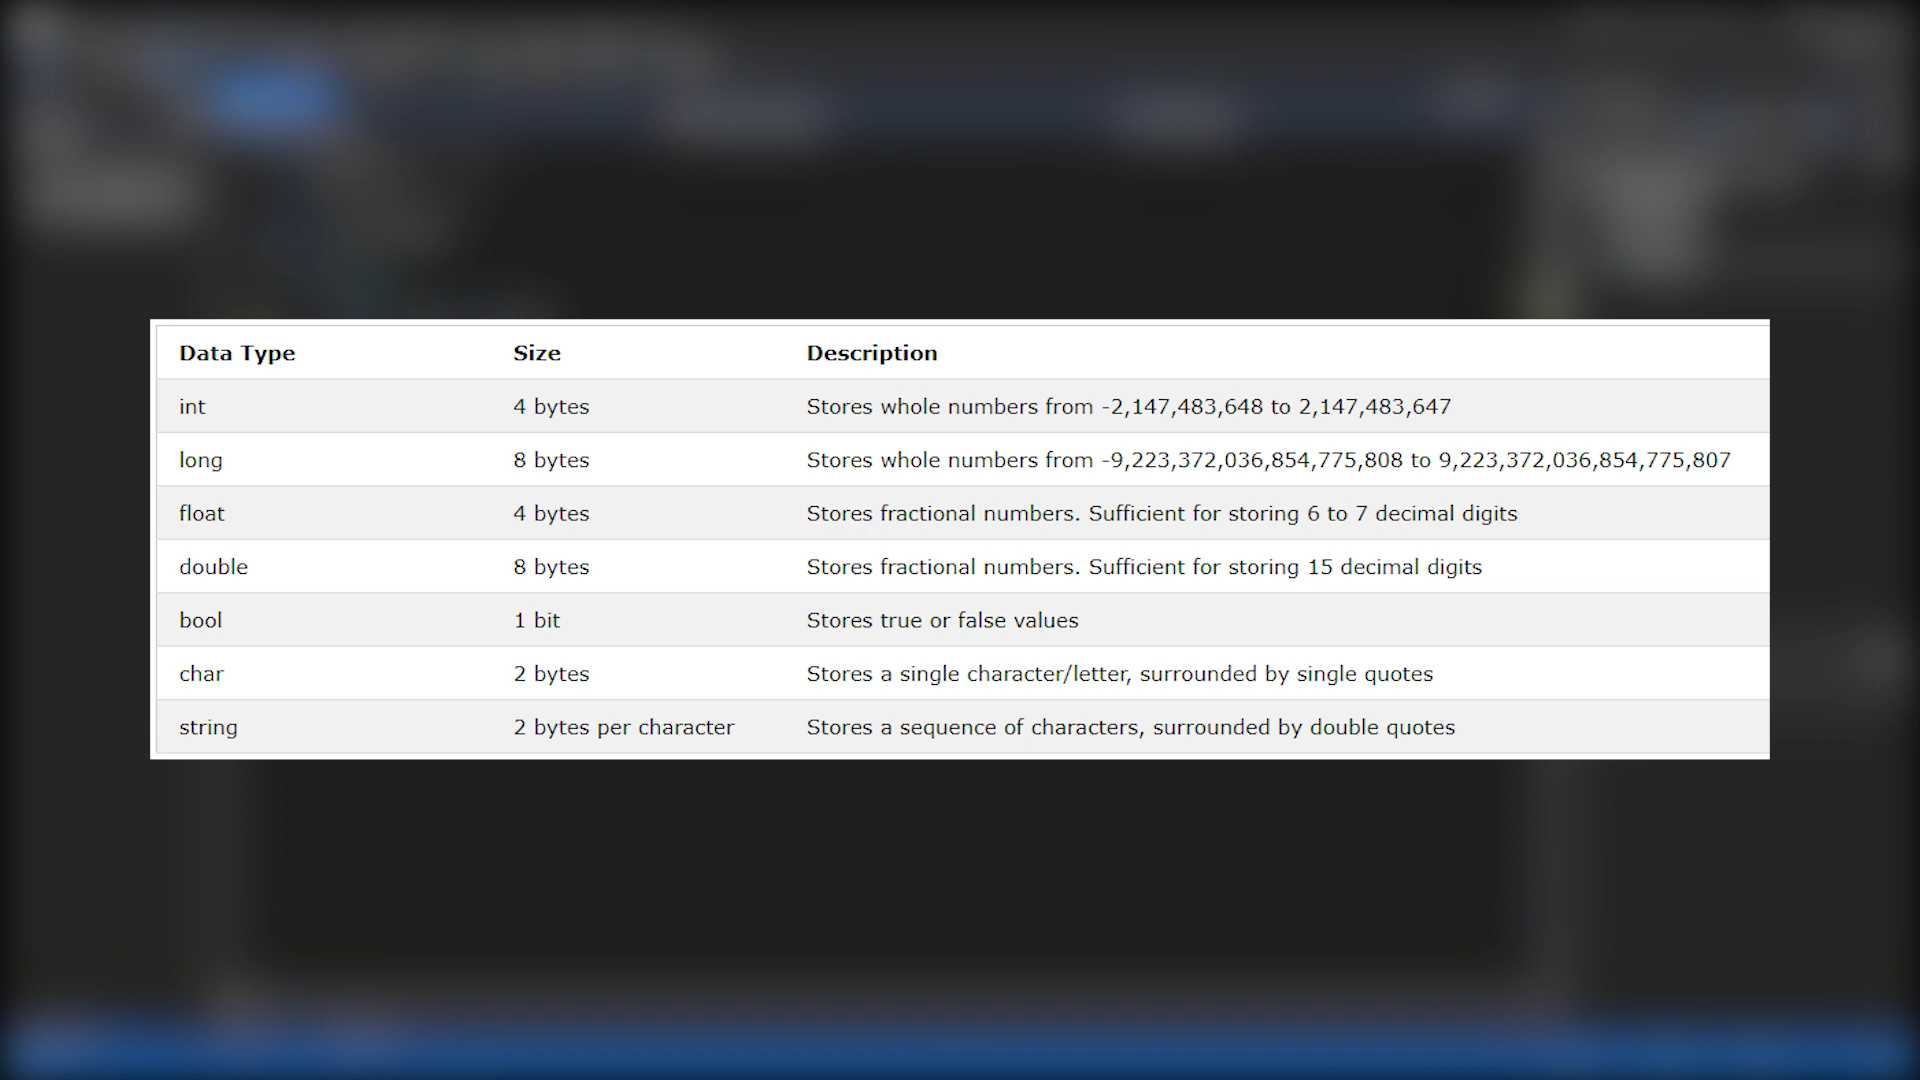 Data Type Size Description
int 4 bytes Stores whole numbers from -2,147,483,648 to 2,147,483,647
long 8 bytes Stores whole numbers from -9,223,372,036,854,775,808 to 9,223,372,036,854,775,807
float 4 bytes Stores fractional numbers. Sufficient for storing 6 to 7 decimal digits
double 8 bytes Stores fractional numbers. Sufficient for storing 15 decimal digits
bool 1 bit Stores true or false values
char 2 bytes Stores a single character/letter, surrounded by single quotes
string 2 bytes per character Stores a sequence of characters, surrounded by double quotes